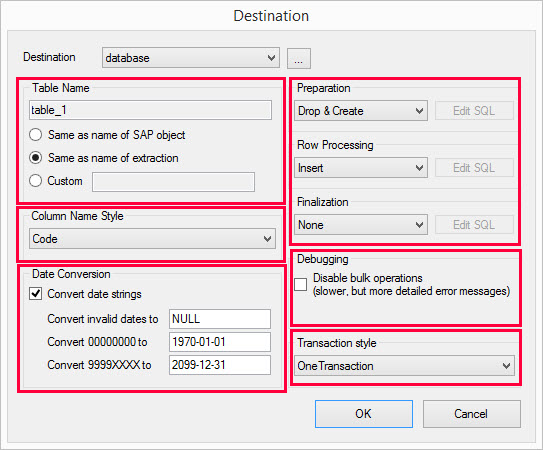 Destination
Destination database ...
Table Name
table_1
Same as name of SAP object
Same as name of extraction
Custom
Column Name Style
Code
Date Conversion
Convert date strings
Convert invalid dates to NULL
Convert 00000000 to 1970-01-01
Convert 9999XXXX to 2099-12-31
Preparation
Drop & Create Edit SQL
Row Processing
Insert Edit SQL
Finalization
None Edit SQL
Debugging
Disable bulk operations
(slower, but more detailed error messages)
Transaction style
OneTransaction
OK Cancel